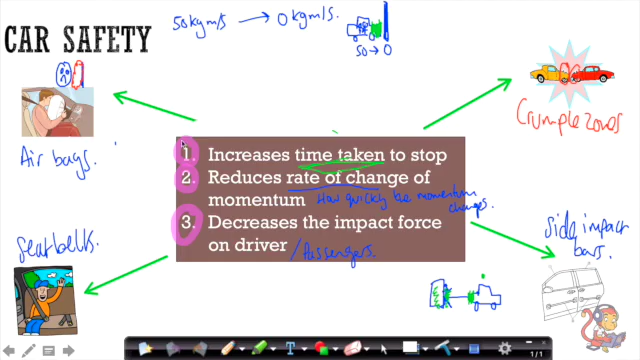 50kgm/s → 0kgm/s.
50→0
CAR SAFETY
Crumple zones
Air bags.
1. Increases time taken to stop
2. Reduces rate of change of
momentum How quickly the momentum
changes.
3. Decreases the impact force
on driver / Passengers.
Seatbelts.
Side impact
bars.
T
1/1